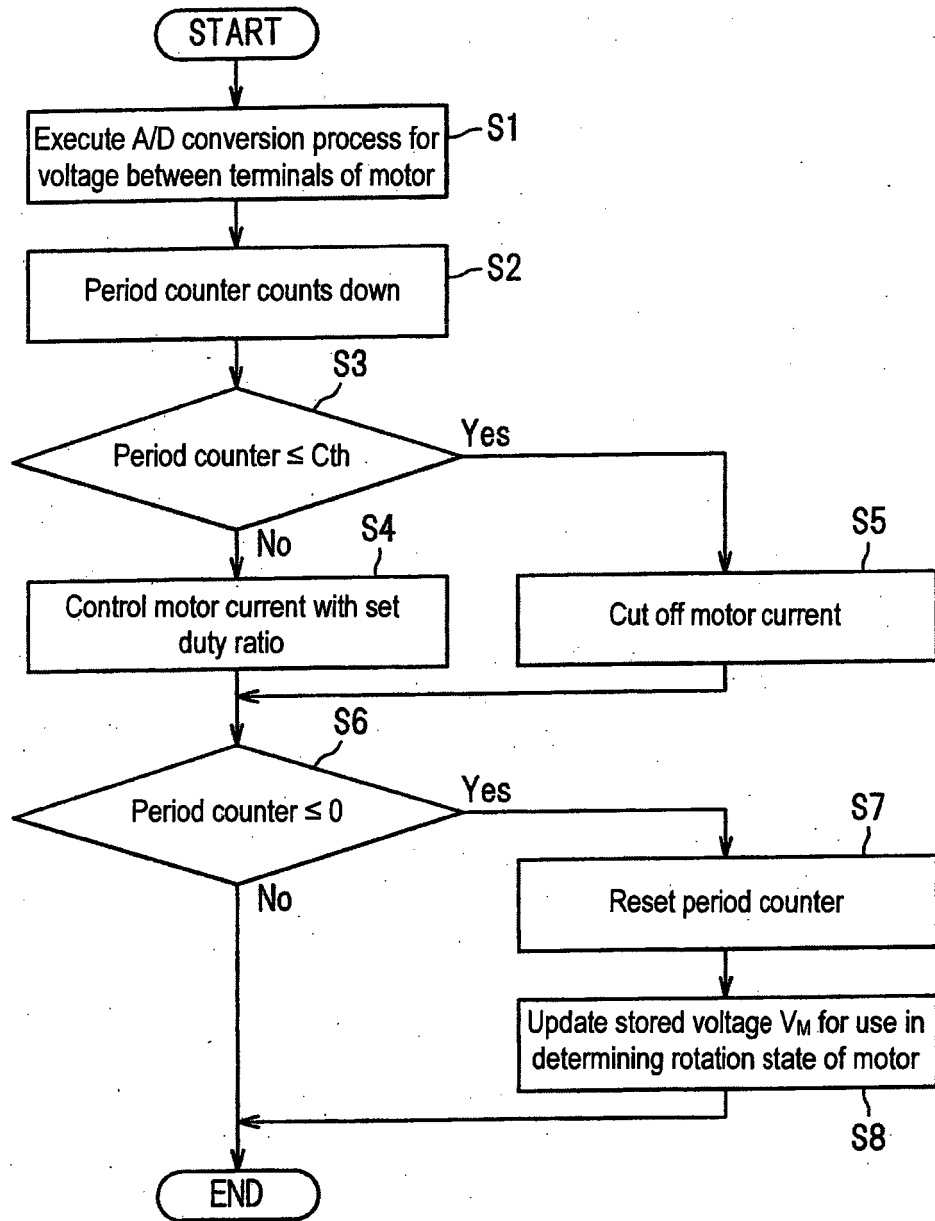 START
Execute A/D conversion process for
voltage between terminals of motor
S1
Period counter counts down
S2
S3
Period counter ≤ Cth
Yes
No
S4
Control motor current with set
duty ratio
S5
Cut off motor current
S6
Period counter ≤ 0
Yes
No
S7
Reset period counter
Update stored voltage VM for use in
determining rotation state of motor
S8
END